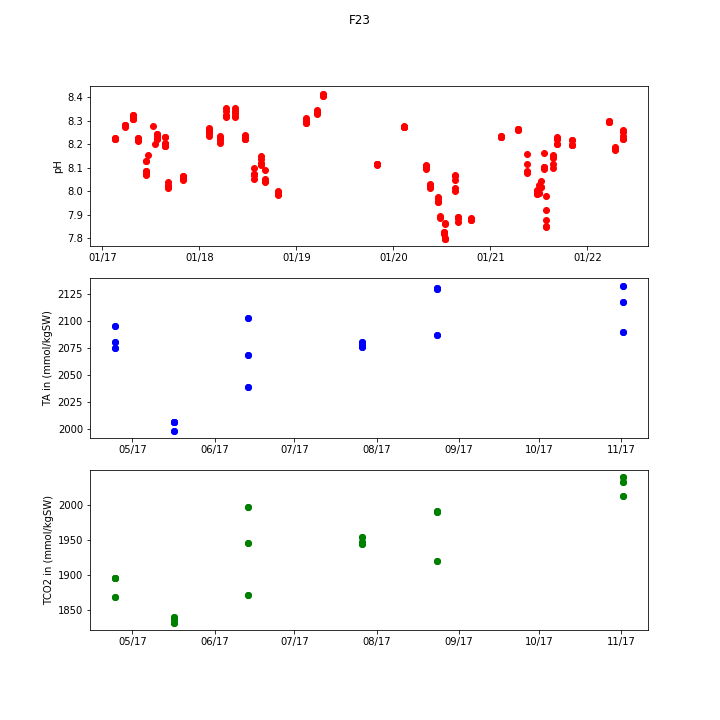 F23
8.4
8.3
8.2
8.1
8.0
7.9
7.8
pH
01/17 01/18 01/19 01/20 01/21 01/22
2125
2100
2075
2050
2025
2000
TA in (mmol/kgSW)
05/17 06/17 07/17 08/17 09/17 10/17 11/17
2000
1950
1900
1850
TCO2 in (mmol/kgSW)
05/17 06/17 07/17 08/17 09/17 10/17 11/17